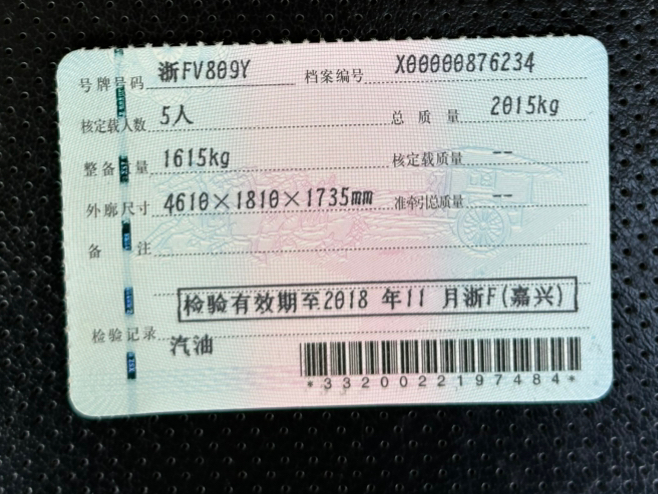 号牌号码 浙FV809Y 档案编号 X00000876234
核定载人数 5人 总质量 2015kg
整备质量 1615kg 核定载质量 --
外廓尺寸 4610×1810×1735mm 准牵引总质量 --
备注
检验有效期至2018 年11 月浙F(嘉兴)
检验记录
汽油
*3320022197484*